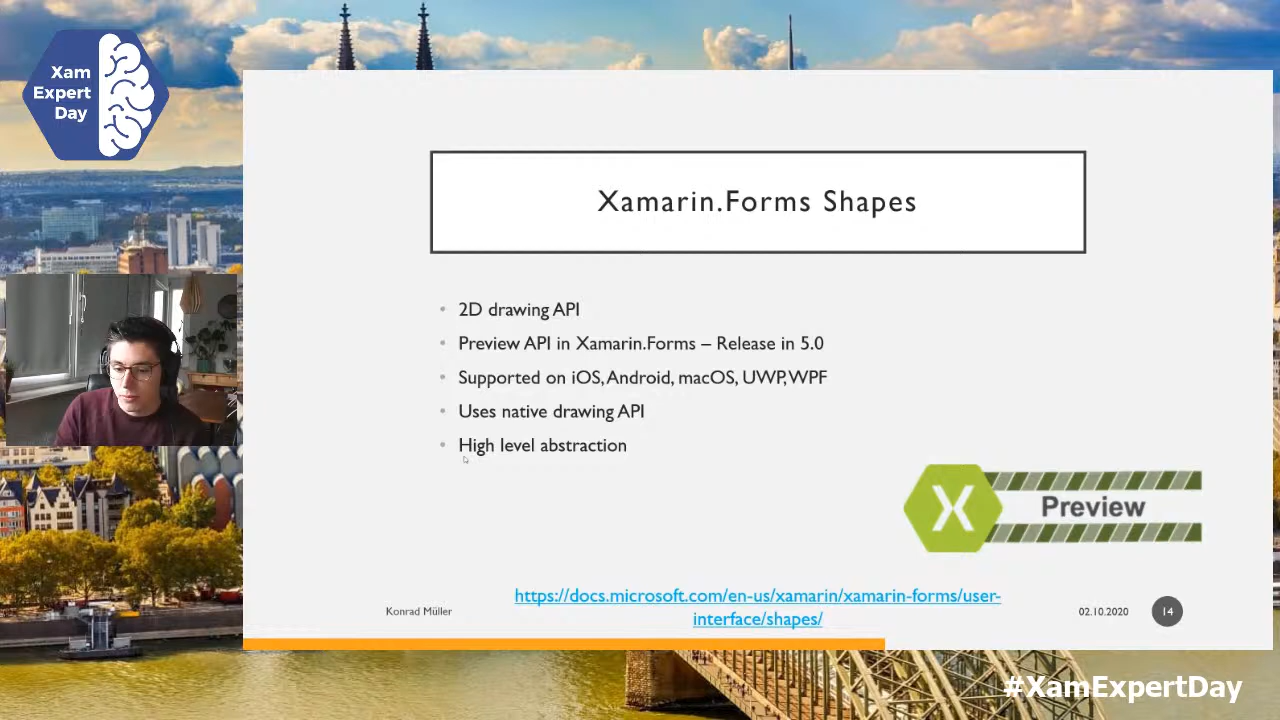 Xam
Expert
Day
Xamarin.Forms Shapes
2D drawing API
Preview API in Xamarin.Forms – Release in 5.0
Supported on iOS, Android, macOS, UWP, WPF
Uses native drawing API
High level abstraction
X
Preview
https://docs.microsoft.com/en-us/xamarin/xamarin-forms/user-
interface/shapes/
Konrad Müller
02.10.2020
14
#XamExpertDay